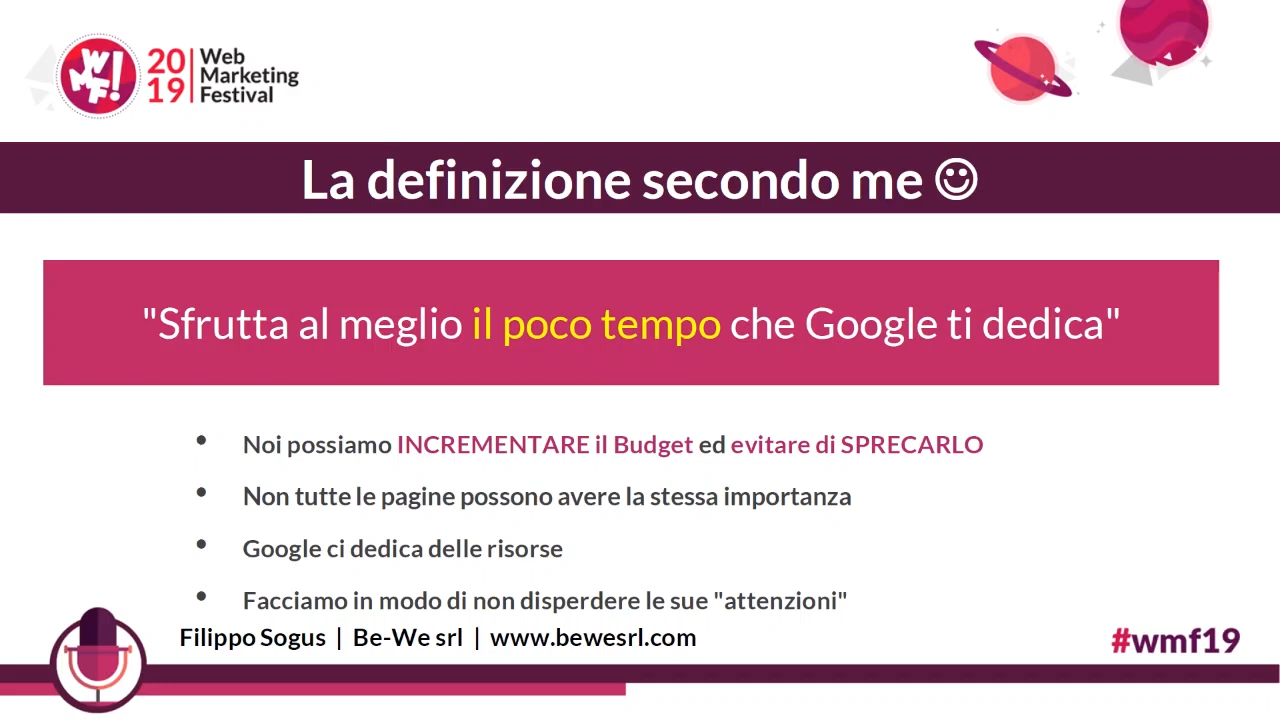 WMF!
2019
Web
Marketing
Festival
La definizione secondo me ☺
"Sfrutta al meglio il poco tempo che Google ti dedica"
• Noi possiamo INCREMENTARE il Budget ed evitare di SPRECARLO
• Non tutte le pagine possono avere la stessa importanza
• Google ci dedica delle risorse
• Facciamo in modo di non disperdere le sue "attenzioni"
Filippo Sogus | Be-We srl | www.bewesrl.com
#wmf19